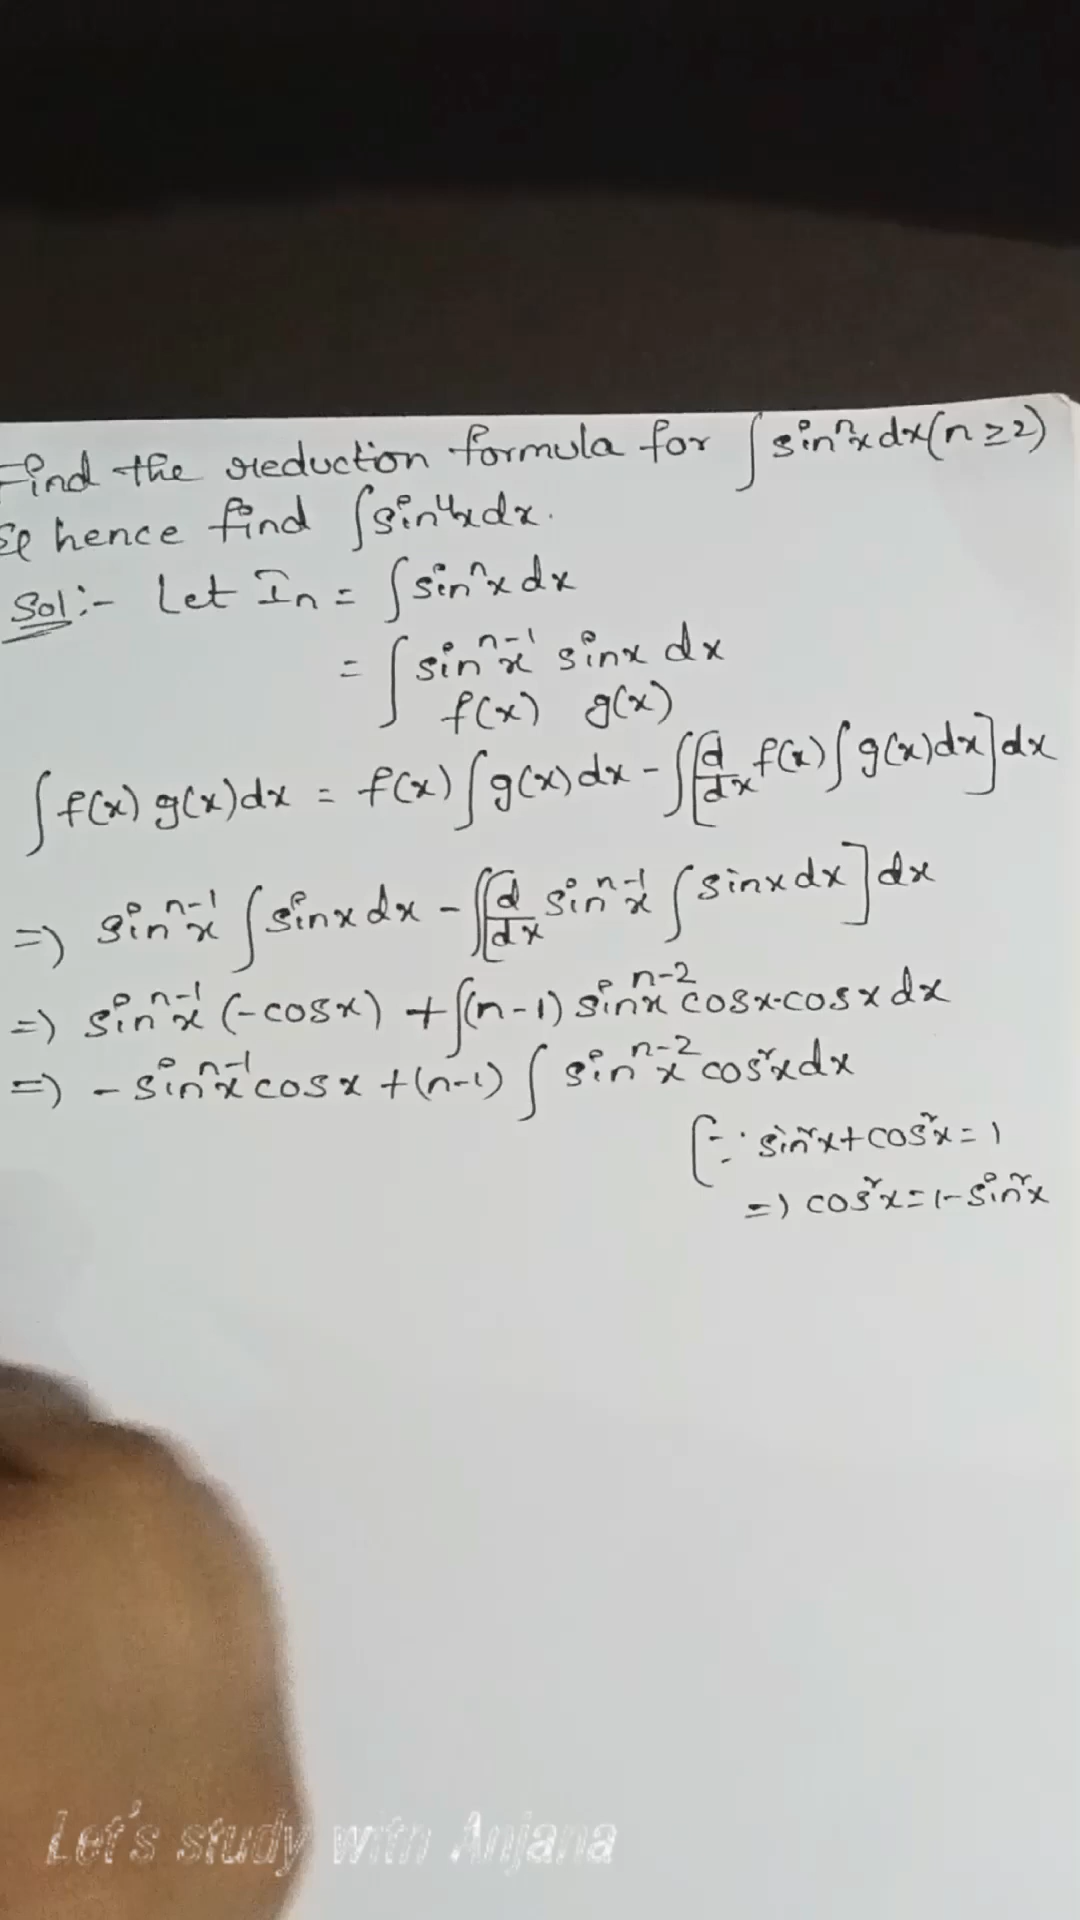 Find the reduction formula for ∫sinⁿx dx (n≥2)
& hence find ∫sin⁴x dx.
Sol:- Let Iₙ = ∫sinⁿx dx
= ∫sinⁿ⁻¹x sinx dx
f(x) g(x)
∫f(x) g(x)dx = f(x)∫g(x)dx - ∫[d/dx f(x)∫g(x)dx]dx
=) sinⁿ⁻¹x ∫sinx dx - ∫[d/dx sinⁿ⁻¹x ∫sinx dx]dx
=) sinⁿ⁻¹x (-cosx) + ∫(n-1) sinⁿ⁻²x cosx·cosx dx
=) -sinⁿ⁻¹x cosx + (n-1) ∫ sinⁿ⁻²x cos²x dx
[∵ sin²x + cos²x = 1
=) cos²x = 1 - sin²x
Let's study with Anjana